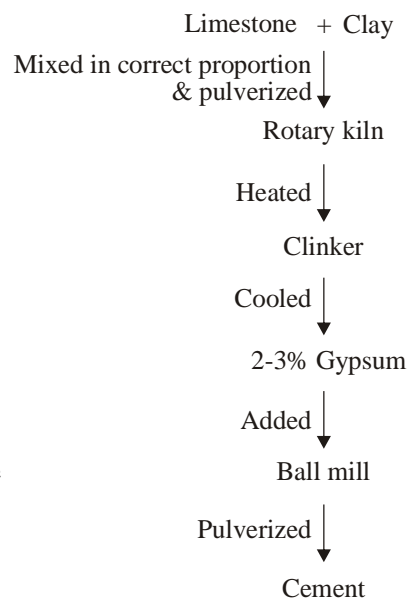 Limestone + Clay
Mixed in correct proportion
& pulverized
Rotary kiln
Heated
Clinker
Cooled
2-3% Gypsum
Added
Ball mill
Pulverized
Cement